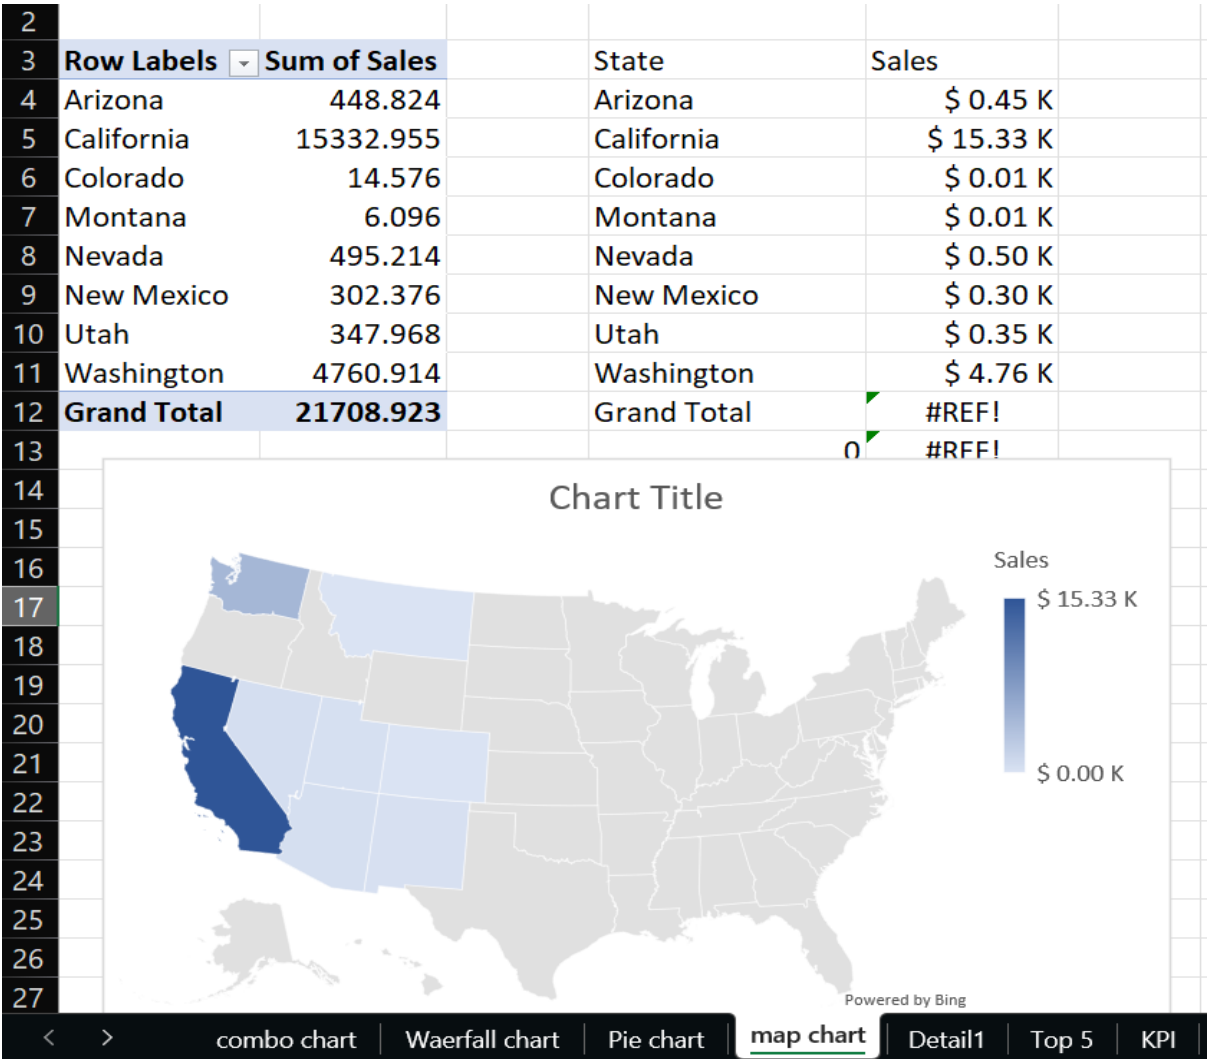 2
3 Row Labels Sum of Sales State Sales
4 Arizona 448.824 Arizona $ 0.45 K
5 California 15332.955 California $ 15.33 K
6 Colorado 14.576 Colorado $ 0.01 K
7 Montana 6.096 Montana $ 0.01 K
8 Nevada 495.214 Nevada $ 0.50 K
9 New Mexico 302.376 New Mexico $ 0.30 K
10 Utah 347.968 Utah $ 0.35 K
11 Washington 4760.914 Washington $ 4.76 K
12 Grand Total 21708.923 Grand Total #REF!
13 0 #REF!
14
15
16
17
18
19
20
21
22
23
24
25
26
27
Chart Title
Sales
$ 15.33 K
$ 0.00 K
Powered by Bing
< > combo chart Waerfall chart Pie chart map chart Detail1 Top 5 KPI